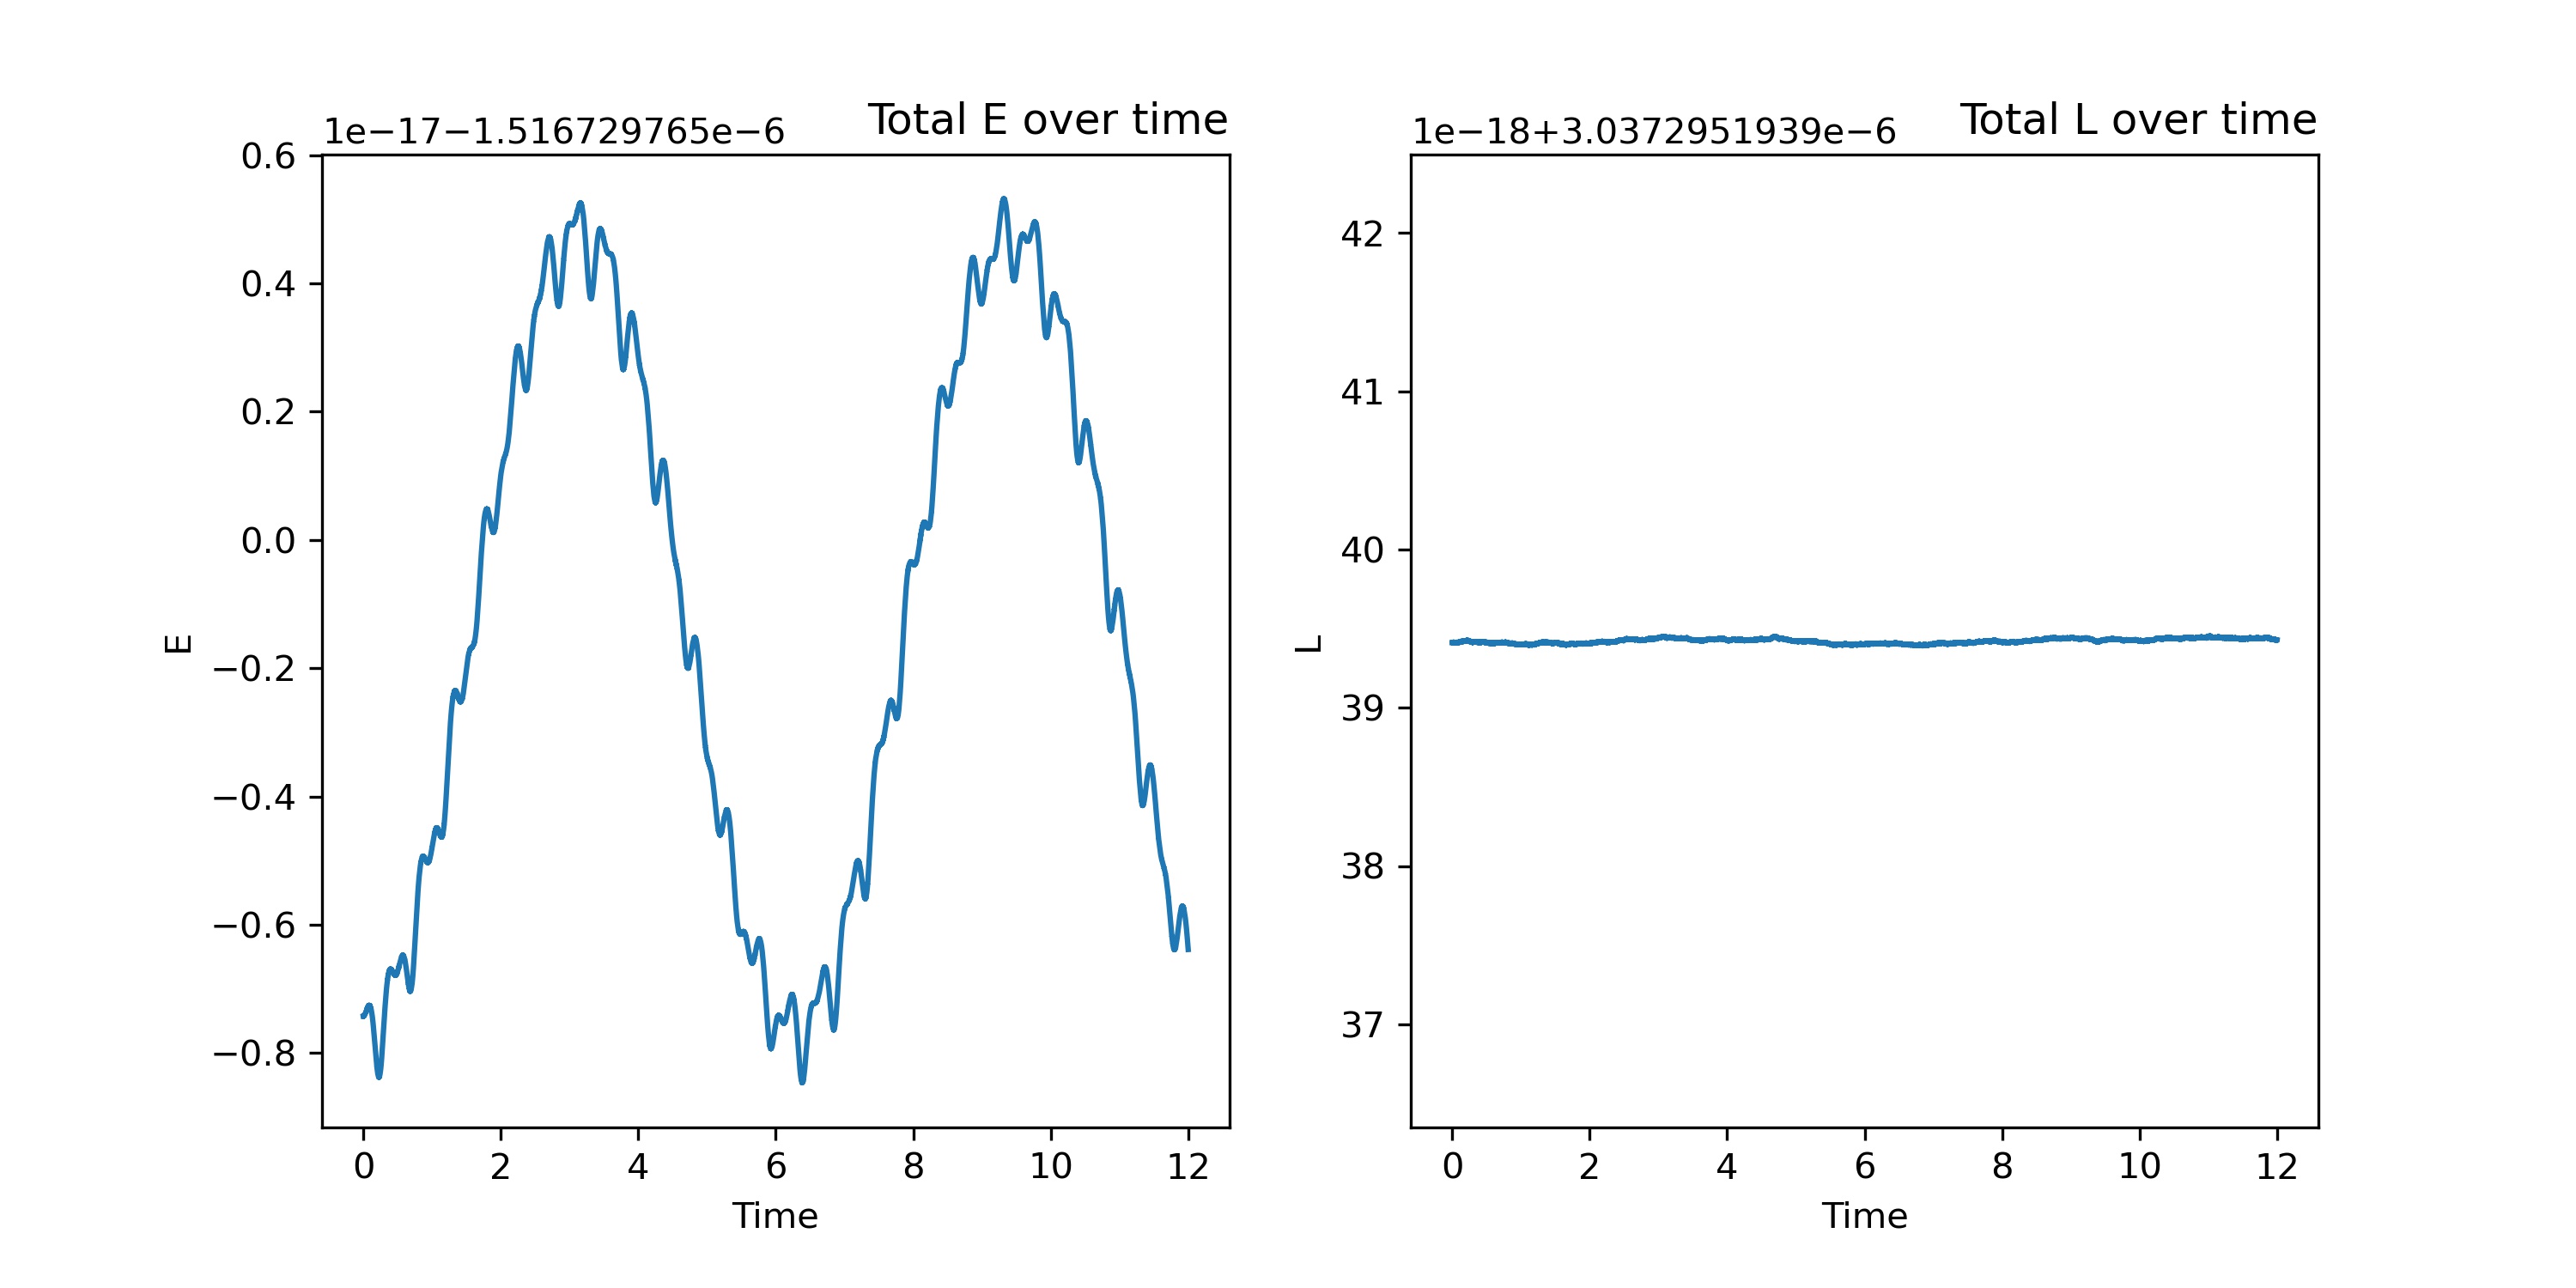 1e−17−1.516729765e−6
Total E over time
0.6
0.4
0.2
0.0
−0.2
−0.4
−0.6
−0.8
E
0 2 4 6 8 10 12
Time
1e−18+3.0372951939e−6
Total L over time
42
41
40
39
38
37
L
0 2 4 6 8 10 12
Time